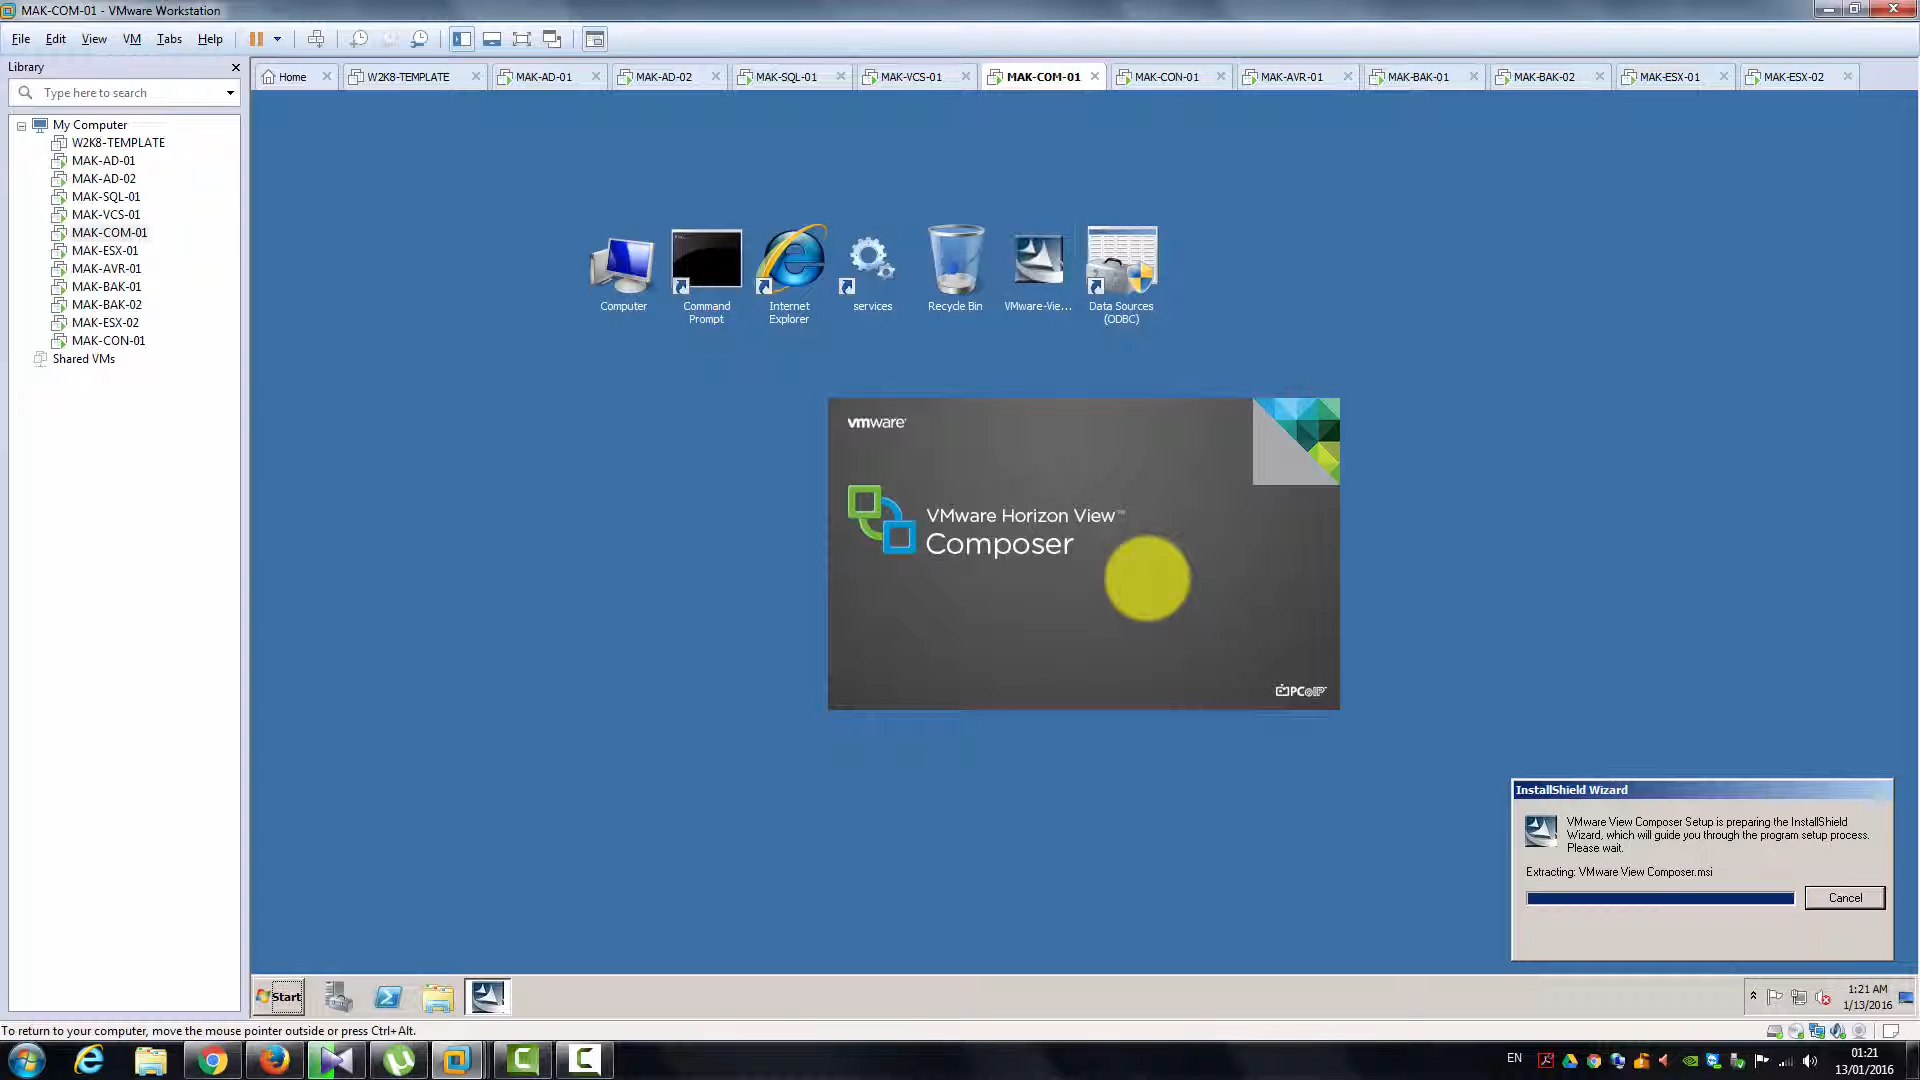 MAK-COM-01 - VMware Workstation
File Edit View VM Tabs Help
Library
Type here to search
Home W2K8-TEMPLATE MAK-AD-01 MAK-AD-02 MAK-SQL-01 MAK-VCS-01 MAK-COM-01 MAK-CON-01 MAK-AVR-01 MAK-BAK-01 MAK-BAK-02 MAK-ESX-01 MAK-ESX-02
My Computer
W2K8-TEMPLATE
MAK-AD-01
MAK-AD-02
MAK-SQL-01
MAK-VCS-01
MAK-COM-01
MAK-ESX-01
MAK-AVR-01
MAK-BAK-01
MAK-BAK-02
MAK-ESX-02
MAK-CON-01
Shared VMs
Computer
Command
Prompt
Internet
Explorer
services
Recycle Bin
VMware-Vie...
Data Sources
(ODBC)
vmware
VMware Horizon View™
Composer
PCoIP
InstallShield Wizard
VMware View Composer Setup is preparing the InstallShield
Wizard, which will guide you through the program setup process.
Please wait.
Extracting: VMware View Composer.msi
Cancel
Start
1:21 AM
1/13/2016
To return to your computer, move the mouse pointer outside or press Ctrl+Alt.
EN
01:21
13/01/2016